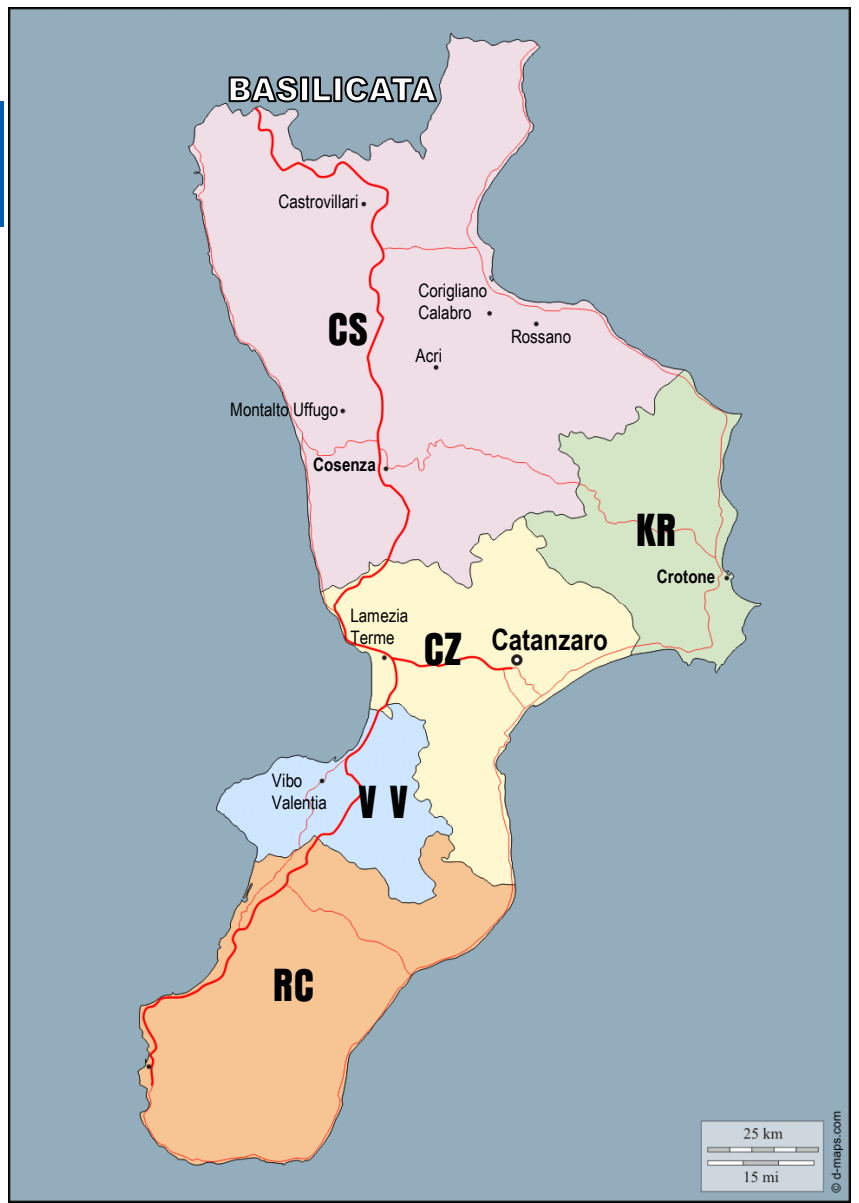 BASILICATA
Castrovillari
Corigliano
Calabro
CS
Rossano
Acri
Montalto Uffugo
Cosenza
KR
Crotone
Lamezia
Terme
CZ
Catanzaro
Vibo
Valentia
V V
RC
25 km
15 mi
© d-maps.com